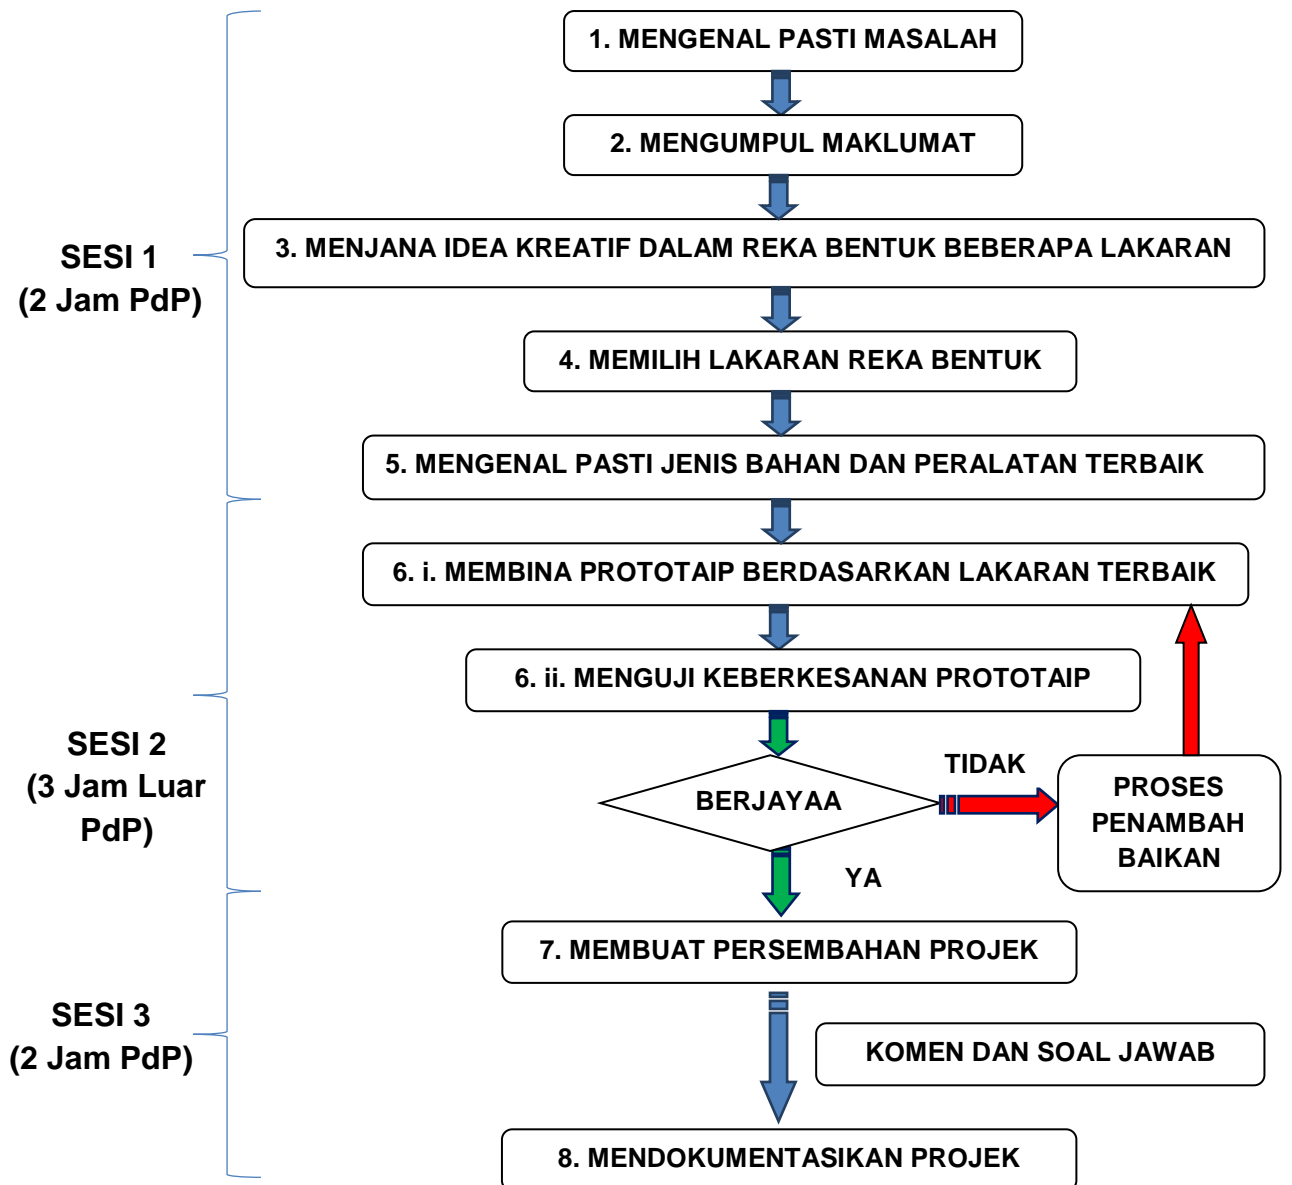 1. MENGENAL PASTI MASALAH
2. MENGUMPUL MAKLUMAT
3. MENJANA IDEA KREATIF DALAM REKA BENTUK BEBERAPA LAKARAN
SESI 1
(2 Jam PdP)
4. MEMILIH LAKARAN REKA BENTUK
5. MENGENAL PASTI JENIS BAHAN DAN PERALATAN TERBAIK
6. i. MEMBINA PROTOTAIP BERDASARKAN LAKARAN TERBAIK
6. ii. MENGUJI KEBERKESANAN PROTOTAIP
SESI 2
(3 Jam Luar
PdP)
BERJAYAA
TIDAK
PROSES
PENAMBAH
BAIKAN
YA
7. MEMBUAT PERSEMBAHAN PROJEK
SESI 3
(2 Jam PdP)
KOMEN DAN SOAL JAWAB
8. MENDOKUMENTASIKAN PROJEK